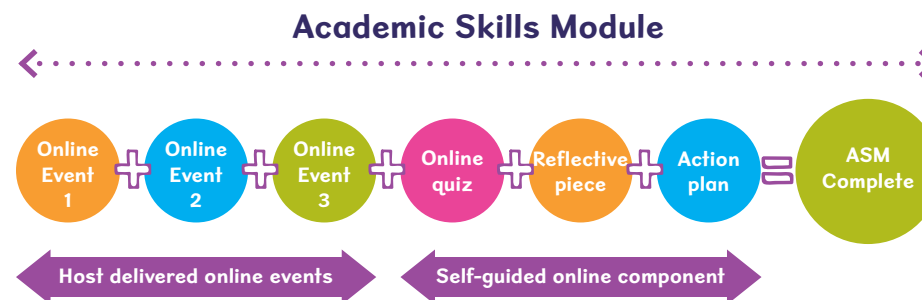 Academic Skills Module
Online
Event
1
Online
Event
2
Online
Event
3
Online
quiz
Reflective
piece
Action
plan
ASM
Complete
Host delivered online events
Self-guided online component